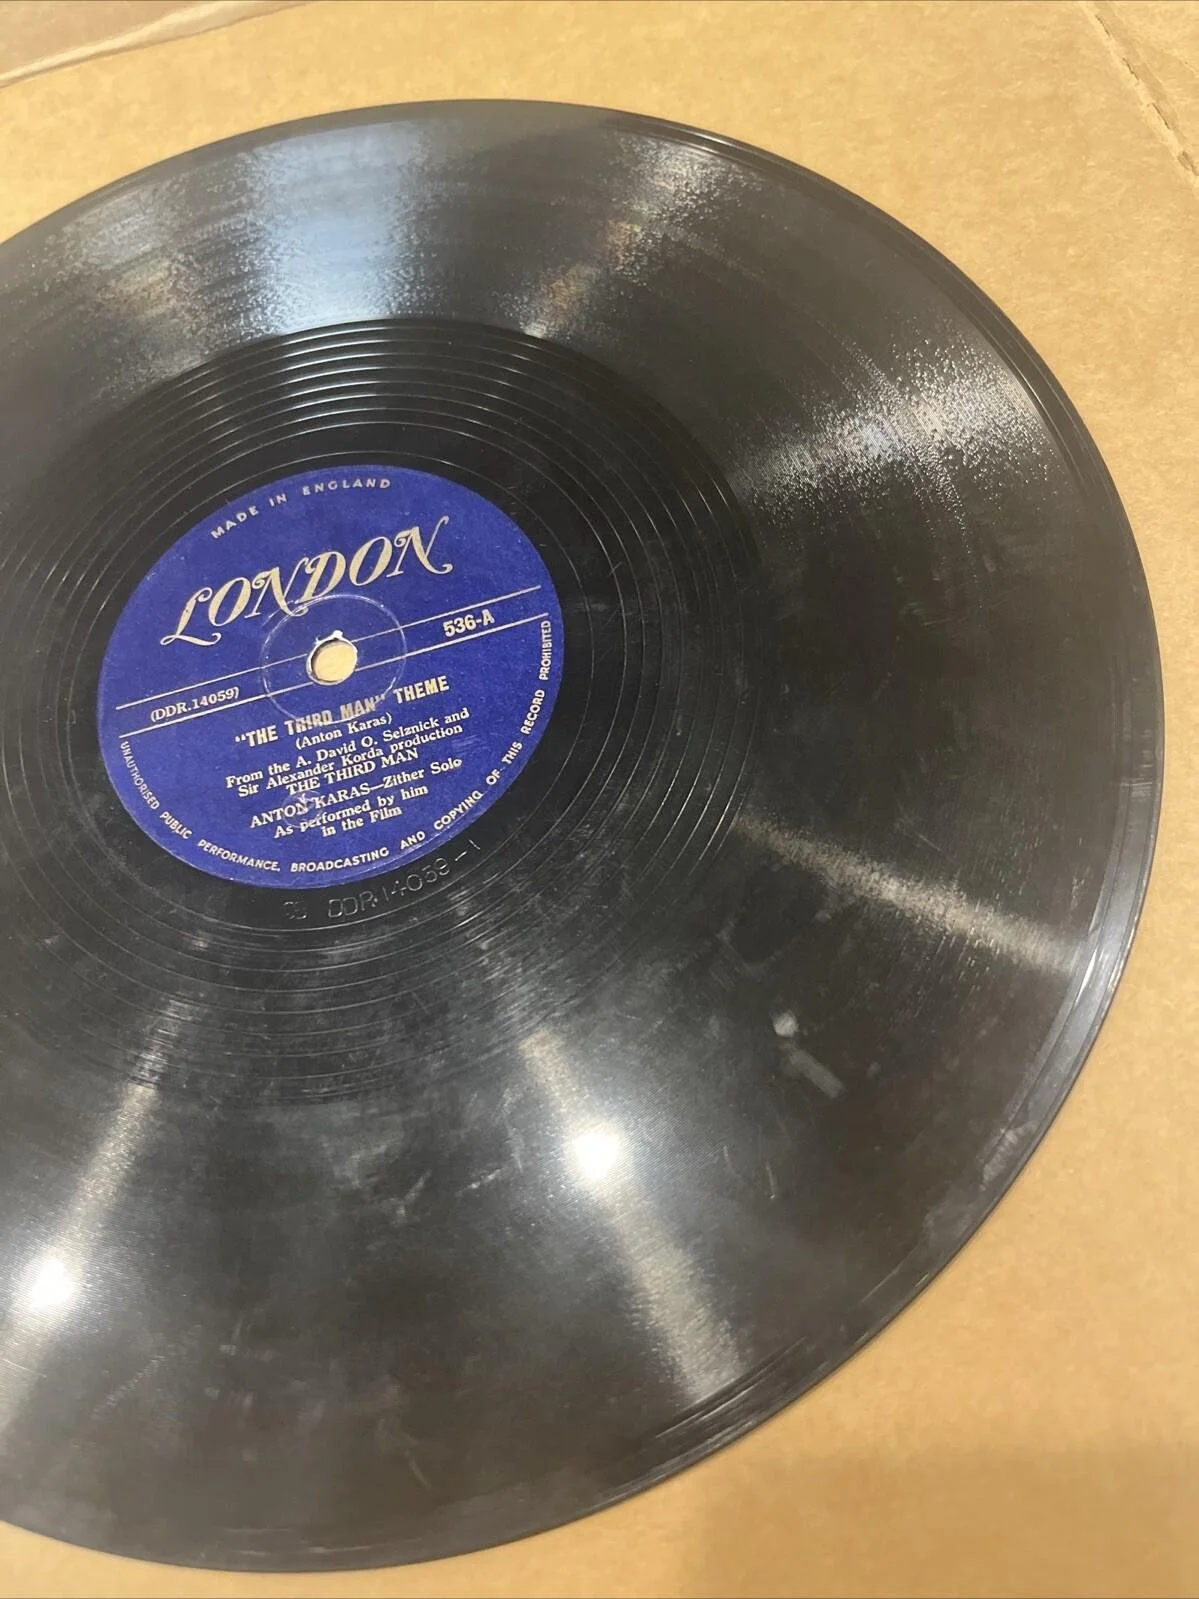 MADE IN ENGLAND
LONDON
536-A
(DDR.14059)
"THE THIRD MAN" THEME
(Anton Karas)
From the A. David O. Selznick and
Sir Alexander Korda production
THE THIRD MAN
ANTON KARAS—Zither Solo
As performed by him
in the Film
UNAUTHORISED PUBLIC PERFORMANCE, BROADCASTING AND COPYING OF THIS RECORD PROHIBITED
DDR.14059-1